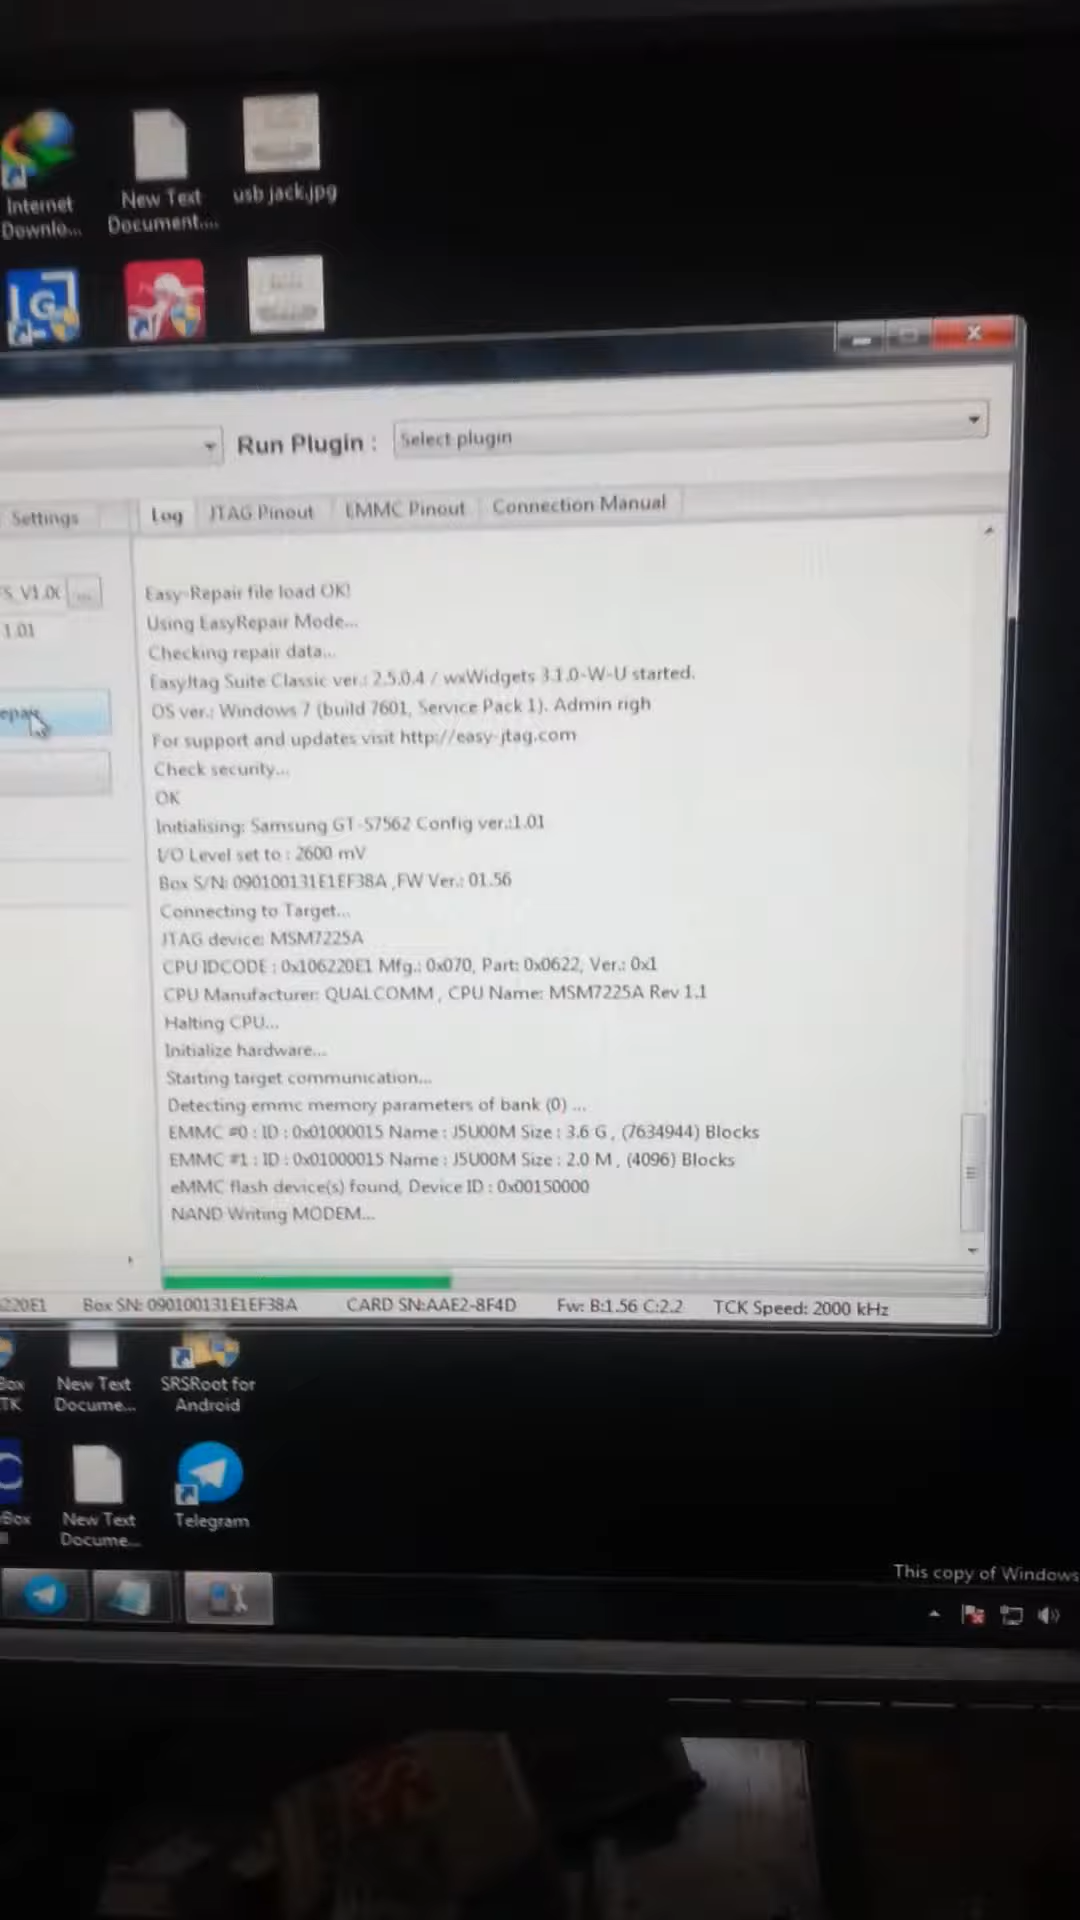 Internet
Downlo...
New Text
Document....
usb jack.jpg
Run Plugin :
Select plugin
Settings
Log
JTAG Pinout
EMMC Pinout
Connection Manual
S_V1.0(
...
1.01
epair
Easy-Repair file load OK!
Using EasyRepair Mode...
Checking repair data...
EasyJtag Suite Classic ver.: 2.5.0.4 / wxWidgets 3.1.0-W-U started.
OS ver.: Windows 7 (build 7601, Service Pack 1). Admin righ
For support and updates visit http://easy-jtag.com
Check security...
OK
Initialising: Samsung GT-S7562 Config ver.:1.01
I/O Level set to : 2600 mV
Box S/N: 090100131E1EF38A ,FW Ver.: 01.56
Connecting to Target...
JTAG device: MSM7225A
CPU IDCODE : 0x106220E1 Mfg.: 0x070, Part: 0x0622, Ver.: 0x1
CPU Manufacturer: QUALCOMM , CPU Name: MSM7225A Rev 1.1
Halting CPU...
Initialize hardware...
Starting target communication...
Detecting emmc memory parameters of bank (0) ...
EMMC #0 : ID : 0x01000015 Name : J5U00M Size : 3.6 G , (7634944) Blocks
EMMC #1 : ID : 0x01000015 Name : J5U00M Size : 2.0 M , (4096) Blocks
eMMC flash device(s) found, Device ID : 0x00150000
NAND Writing MODEM...
220E1
Box SN: 090100131E1EF38A
CARD SN:AAE2-8F4D
Fw: B:1.56 C:2.2
TCK Speed: 2000 kHz
Box
TK
New Text
Docume...
SRSRoot for
Android
Box
New Text
Docume...
Telegram
This copy of Windows